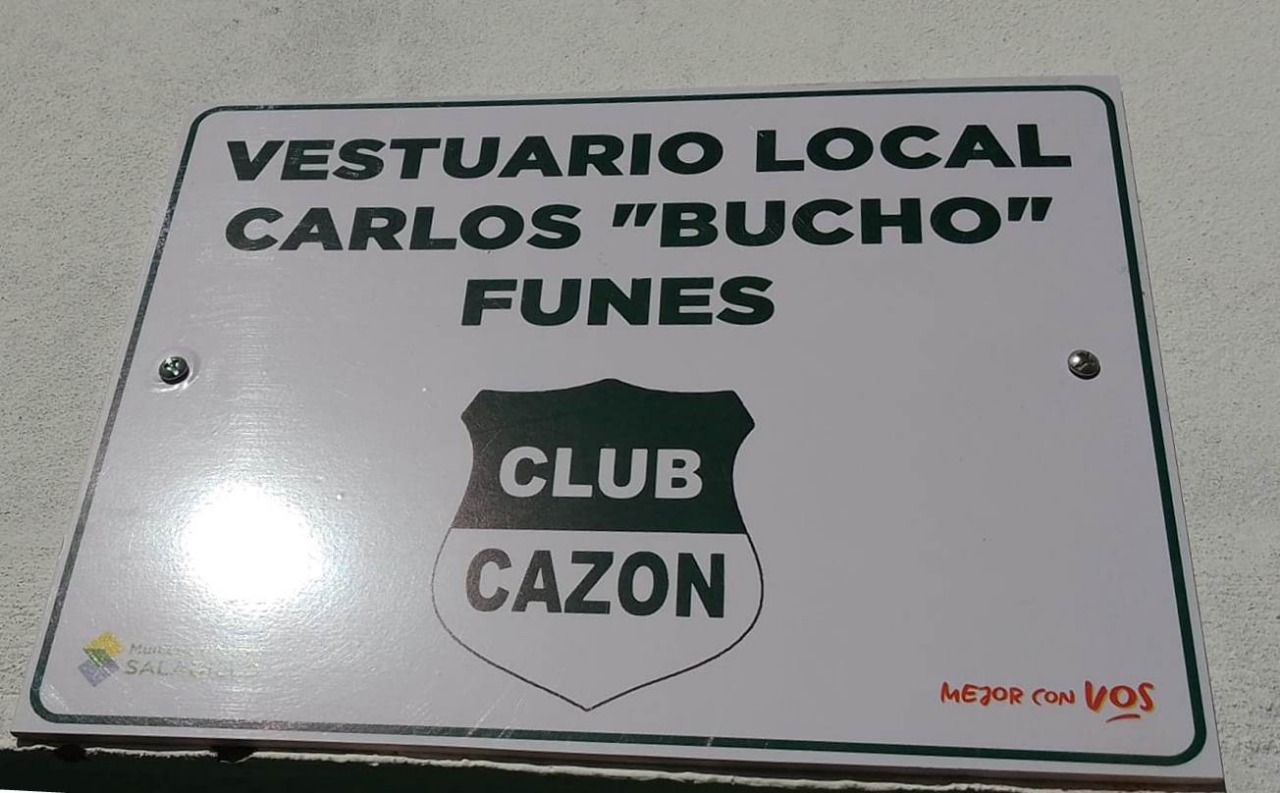 VESTUARIO LOCAL
CARLOS "BUCHO"
FUNES
CLUB
CAZON
MEJOR CON VOS